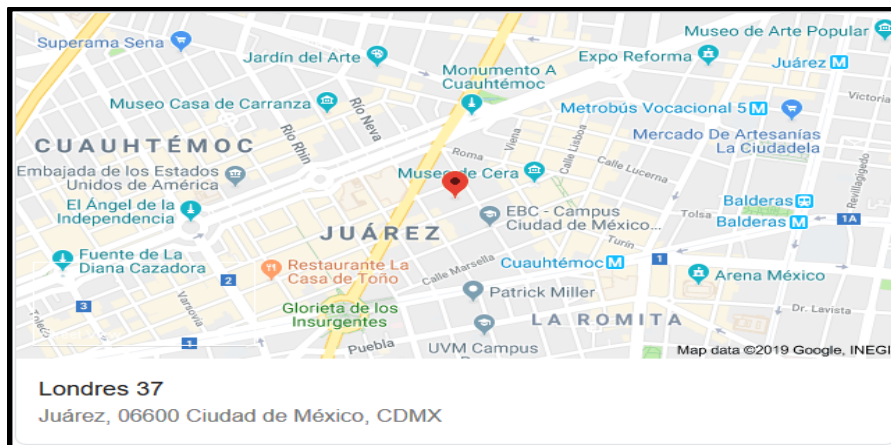 Superama Sena
Jardín del Arte
Museo de Arte Popular
Expo Reforma
Juárez M
Monumento A
Cuauhtémoc
Museo Casa de Carranza
Río Neva
Río Rhin
Metrobús Vocacional 5 M
Victoria
Mercado De Artesanías
La Ciudadela
CUAUHTÉMOC
Viena
Calle Lisboa
Roma
Calle Lucerna
Embajada de los Estados
Unidos de América
Museo de Cera
Revillagigedo
El Ángel de la
Independencia
EBC - Campus
Ciudad de México...
Tolsa
Balderas
Balderas M
1A
JUÁREZ
Turín
Fuente de La
Diana Cazadora
2
Restaurante La
Casa de Toño
Calle Marsella
Cuauhtémoc M
1
Arena México
3
Varsovia
Toledo
Patrick Miller
Glorieta de los
Insurgentes
Dr. Lavista
LA ROMITA
1
Puebla
UVM Campus
Map data ©2019 Google, INEGI
Londres 37
Juárez, 06600 Ciudad de México, CDMX